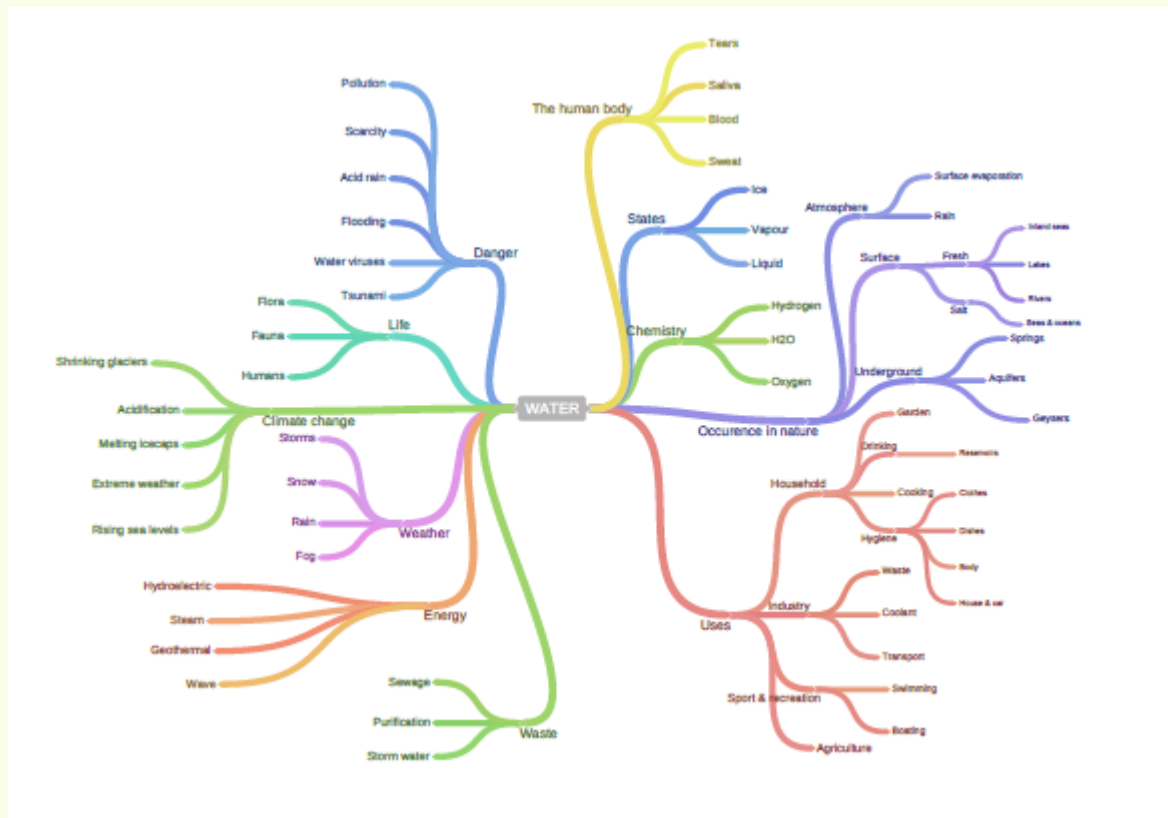 WATER
The human body
Tears
Saliva
Blood
Sweat
States
Ice
Vapour
Liquid
Chemistry
Hydrogen
H2O
Oxygen
Occurence in nature
Atmosphere
Surface evaporation
Rain
Surface
Fresh
Inland seas
Lakes
Rivers
Salt
Seas & oceans
Underground
Springs
Aquifers
Geysers
Uses
Household
Garden
Drinking
Reservoirs
Cooking
Hygiene
Clothes
Dishes
Body
House & car
Industry
Waste
Coolant
Transport
Sport & recreation
Swimming
Boating
Agriculture
Danger
Pollution
Scarcity
Acid rain
Flooding
Water viruses
Tsunami
Life
Flora
Fauna
Humans
Climate change
Shrinking glaciers
Acidification
Melting icecaps
Extreme weather
Rising sea levels
Weather
Storms
Snow
Rain
Fog
Energy
Hydroelectric
Steam
Geothermal
Wave
Waste
Sewage
Purification
Storm water